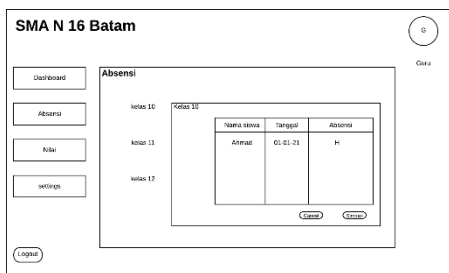 SMA N 16 Batam
G
Guru
Dashboard
Absensi
Nilai
settings
Logout
Absensi
kelas 10
kelas 11
kelas 12
Kelas 10
Nama siswa Tanggal Absensi
Ahmad 01-01-21 H
Cancel Simpan